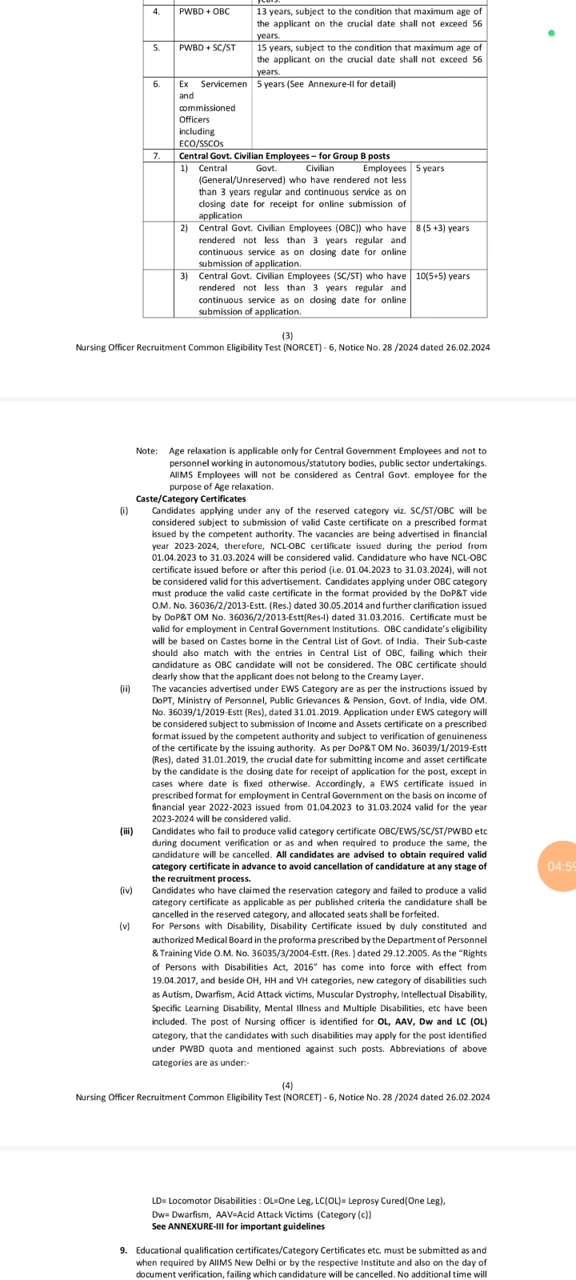 years.
4. PWBD + OBC 13 years, subject to the condition that maximum age of
the applicant on the crucial date shall not exceed 56
years.
5. PWBD + SC/ST 15 years, subject to the condition that maximum age of
the applicant on the crucial date shall not exceed 56
years.
6. Ex Servicemen 5 years (See Annexure-II for detail)
and
commissioned
Officers
including
ECO/SSCOs
7. Central Govt. Civilian Employees – for Group B posts
1) Central Govt. Civilian Employees 5 years
(General/Unreserved) who have rendered not less
than 3 years regular and continuous service as on
closing date for receipt for online submission of
application
2) Central Govt. Civilian Employees (OBC)) who have 8 (5 +3) years
rendered not less than 3 years regular and
continuous service as on closing date for online
submission of application.
3) Central Govt. Civilian Employees (SC/ST) who have 10(5+5) years
rendered not less than 3 years regular and
continuous service as on closing date for online
submission of application.
(3)
Nursing Officer Recruitment Common Eligibility Test (NORCET) - 6, Notice No. 28 /2024 dated 26.02.2024
Note: Age relaxation is applicable only for Central Government Employees and not to
personnel working in autonomous/statutory bodies, public sector undertakings.
AIIMS Employees will not be considered as Central Govt. employee for the
purpose of Age relaxation.
Caste/Category Certificates
(i) Candidates applying under any of the reserved category viz. SC/ST/OBC will be
considered subject to submission of valid Caste certificate on a prescribed format
issued by the competent authority. The vacancies are being advertised in financial
year 2023-2024, therefore, NCL-OBC certificate issued during the period from
01.04.2023 to 31.03.2024 will be considered valid. Candidature who have NCL-OBC
certificate issued before or after this period (i.e. 01.04.2023 to 31.03.2024), will not
be considered valid for this advertisement. Candidates applying under OBC category
must produce the valid caste certificate in the format provided by the DoP&T vide
O.M. No. 36036/2/2013-Estt. (Res.) dated 30.05.2014 and further clarification issued
by DoP&T OM No. 36036/2/2013-Estt(Res-I) dated 31.03.2016. Certificate must be
valid for employment in Central Government Institutions. OBC candidate's eligibility
will be based on Castes borne in the Central List of Govt. of India. Their Sub-caste
should also match with the entries in Central List of OBC, failing which their
candidature as OBC candidate will not be considered. The OBC certificate should
clearly show that the applicant does not belong to the Creamy Layer.
(ii) The vacancies advertised under EWS Category are as per the instructions issued by
DoPT, Ministry of Personnel, Public Grievances & Pension, Govt. of India, vide OM.
No. 36039/1/2019-Estt (Res), dated 31.01.2019. Application under EWS category will
be considered subject to submission of Income and Assets certificate on a prescribed
format issued by the competent authority and subject to verification of genuineness
of the certificate by the issuing authority. As per DoP&T OM No. 36039/1/2019-Estt
(Res), dated 31.01.2019, the crucial date for submitting income and asset certificate
by the candidate is the closing date for receipt of application for the post, except in
cases where date is fixed otherwise. Accordingly, a EWS certificate issued in
prescribed format for employment in Central Government on the basis on income of
financial year 2022-2023 issued from 01.04.2023 to 31.03.2024 valid for the year
2023-2024 will be considered valid.
(iii) Candidates who fail to produce valid category certificate OBC/EWS/SC/ST/PWBD etc
during document verification or as and when required to produce the same, the
candidature will be cancelled. All candidates are advised to obtain required valid
category certificate in advance to avoid cancellation of candidature at any stage of
the recruitment process.
04:59
(iv) Candidates who have claimed the reservation category and failed to produce a valid
category certificate as applicable as per published criteria the candidature shall be
cancelled in the reserved category, and allocated seats shall be forfeited.
(v) For Persons with Disability, Disability Certificate issued by duly constituted and
authorized Medical Board in the proforma prescribed by the Department of Personnel
& Training Vide O.M. No. 36035/3/2004-Estt. (Res. ) dated 29.12.2005. As the "Rights
of Persons with Disabilities Act, 2016" has come into force with effect from
19.04.2017, and beside OH, HH and VH categories, new category of disabilities such
as Autism, Dwarfism, Acid Attack victims, Muscular Dystrophy, Intellectual Disability,
Specific Learning Disability, Mental Illness and Multiple Disabilities, etc have been
included. The post of Nursing officer is identified for OL, AAV, Dw and LC (OL)
category, that the candidates with such disabilities may apply for the post identified
under PWBD quota and mentioned against such posts. Abbreviations of above
categories are as under:-
(4)
Nursing Officer Recruitment Common Eligibility Test (NORCET) - 6, Notice No. 28 /2024 dated 26.02.2024
LD= Locomotor Disabilities : OL=One Leg, LC(OL)= Leprosy Cured(One Leg),
Dw= Dwarfism, AAV=Acid Attack Victims (Category (c))
See ANNEXURE-III for important guidelines
9. Educational qualification certificates/Category Certificates etc. must be submitted as and
when required by AIIMS New Delhi or by the respective Institute and also on the day of
document verification, failing which candidature will be cancelled. No additional time will